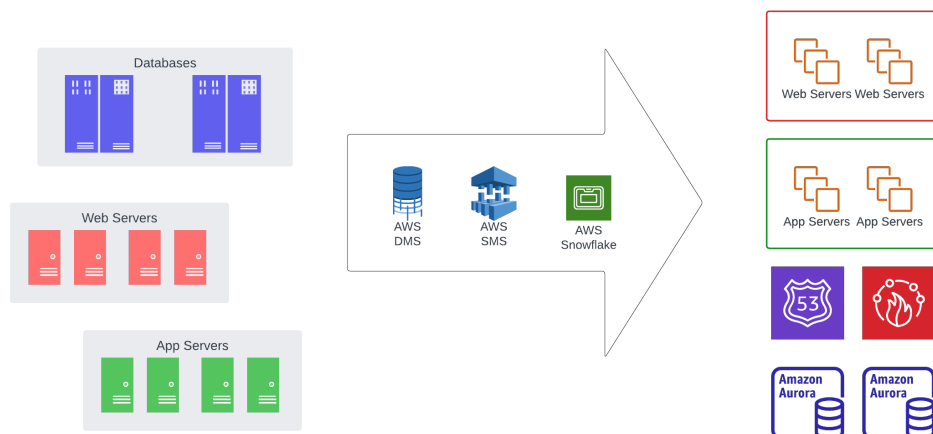 Databases
Web Servers
App Servers
AWS
DMS
AWS
SMS
AWS
Snowflake
Web Servers Web Servers
App Servers App Servers
53
Amazon
Aurora
Amazon
Aurora